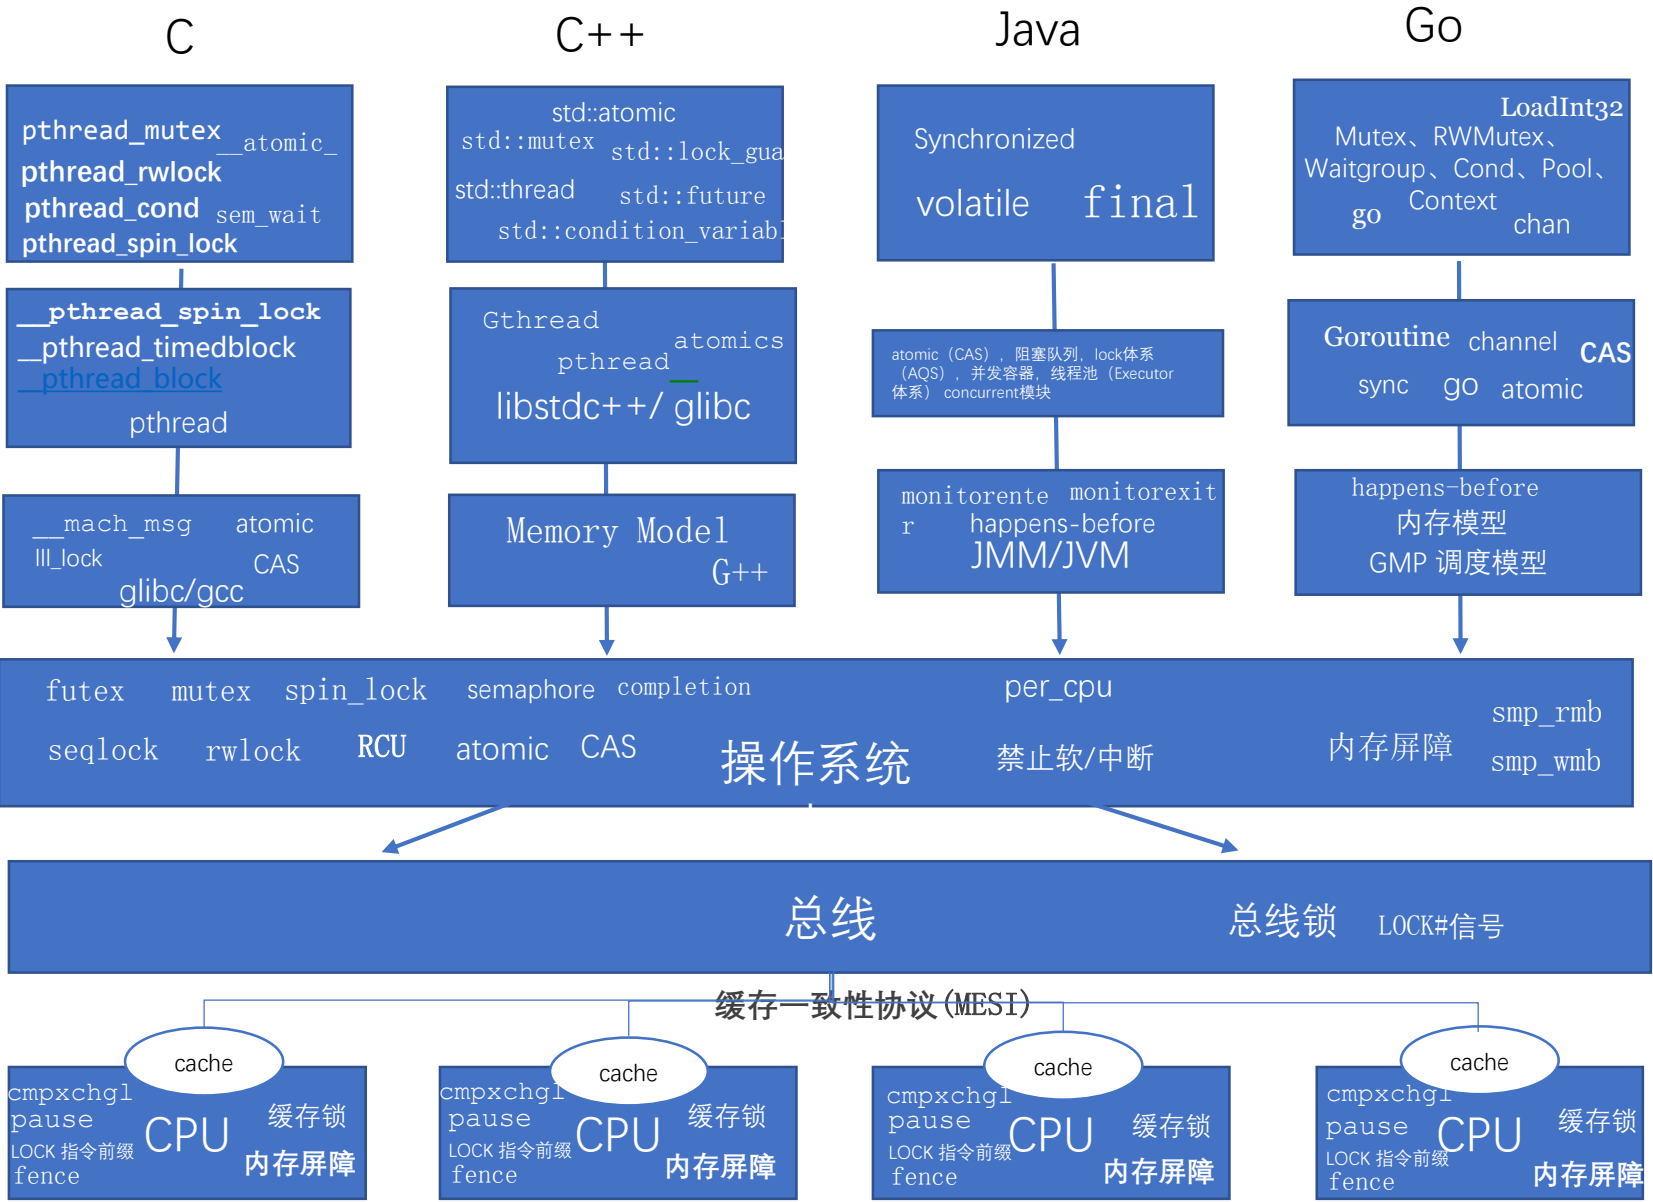 C
C++
Java
Go
pthread_mutex
__atomic_
pthread_rwlock
pthread_cond
sem_wait
pthread_spin_lock
std::atomic
std::mutex
std::lock_gua
std::thread
std::future
std::condition_variabl
Synchronized
volatile
final
LoadInt32
Mutex、RWMutex、
Waitgroup、Cond、Pool、
Context
go
chan
__pthread_spin_lock
__pthread_timedblock
__pthread_block
pthread
Gthread
atomics
pthread
libstdc++/ glibc
atomic（CAS），阻塞队列，lock体系
（AQS），并发容器，线程池（Executor
体系） concurrent模块
Goroutine
channel
CAS
sync
go
atomic
__mach_msg
atomic
lll_lock
CAS
glibc/gcc
Memory Model
G++
monitorente
r
monitorexit
happens-before
JMM/JVM
happens-before
内存模型
GMP 调度模型
futex
mutex
spin_lock
semaphore
completion
per_cpu
smp_rmb
seqlock
rwlock
RCU
atomic
CAS
操作系统
禁止软/中断
内存屏障
smp_wmb
总线
总线锁
LOCK#信号
缓存一致性协议(MESI)
cache
cmpxchgl
pause
CPU
缓存锁
LOCK 指令前缀
内存屏障
fence
cache
cmpxchgl
pause
CPU
缓存锁
LOCK 指令前缀
内存屏障
fence
cache
cmpxchgl
pause
CPU
缓存锁
LOCK 指令前缀
内存屏障
fence
cache
cmpxchgl
pause
CPU
缓存锁
LOCK 指令前缀
内存屏障
fence